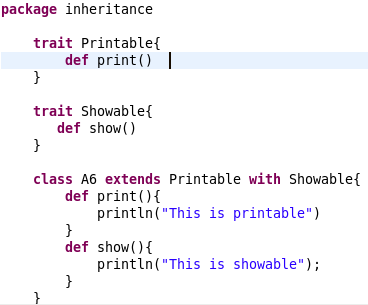 package inheritance
trait Printable{
def print()
}
trait Showable{
def show()
}
class A6 extends Printable with Showable{
def print(){
println("This is printable")
}
def show(){
println("This is showable");
}
}